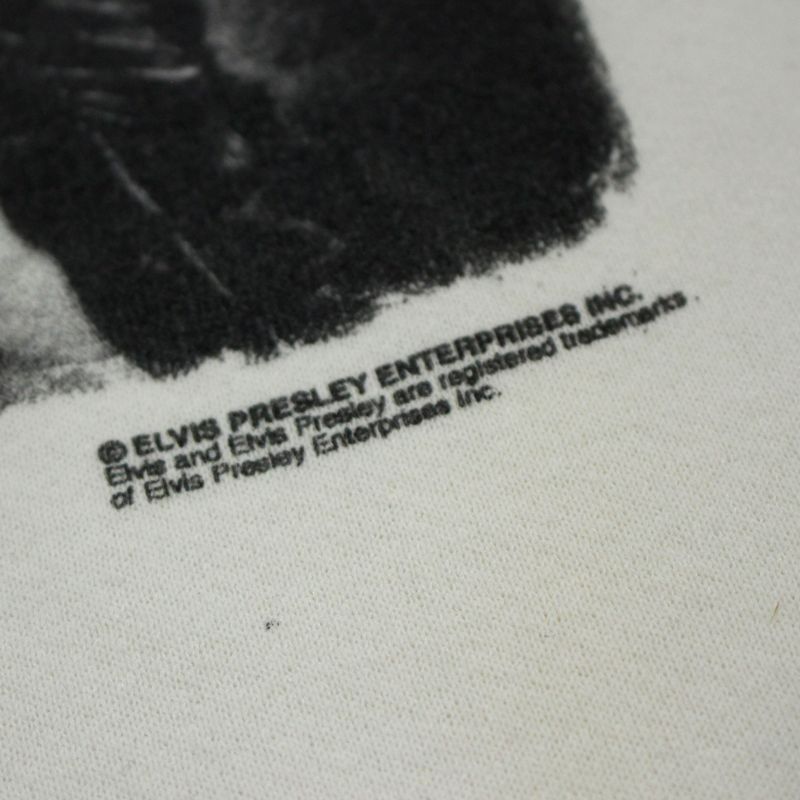 © ELVIS PRESLEY ENTERPRISES INC.
Elvis and Elvis Presley are registered trademarks
of Elvis Presley Enterprises Inc.